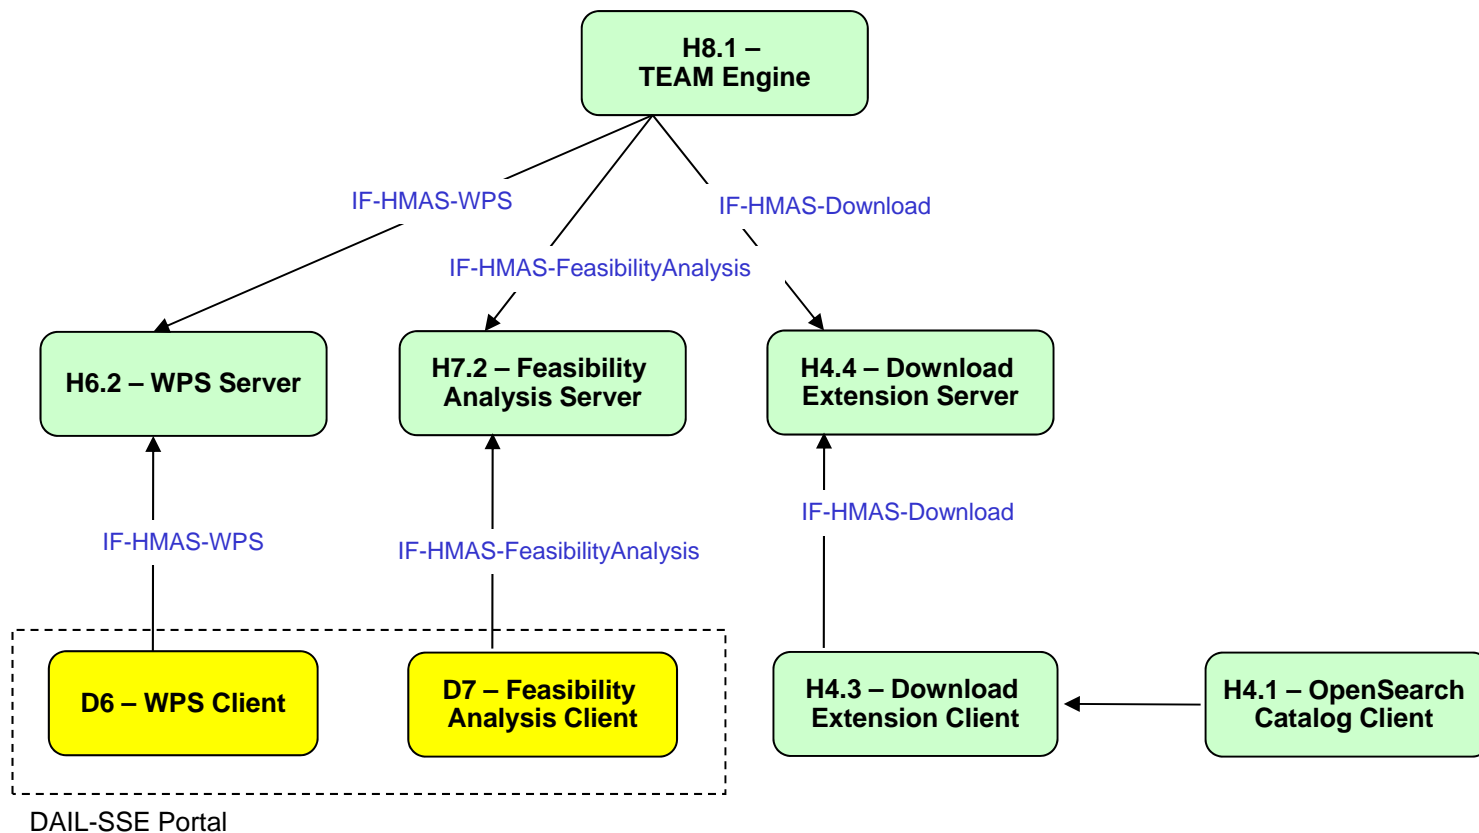 H8.1 –
TEAM Engine
IF-HMAS-WPS
IF-HMAS-Download
IF-HMAS-FeasibilityAnalysis
H6.2 – WPS Server
H7.2 – Feasibility
Analysis Server
H4.4 – Download
Extension Server
IF-HMAS-WPS
IF-HMAS-FeasibilityAnalysis
IF-HMAS-Download
D6 – WPS Client
D7 – Feasibility
Analysis Client
H4.3 – Download
Extension Client
H4.1 – OpenSearch
Catalog Client
DAIL-SSE Portal